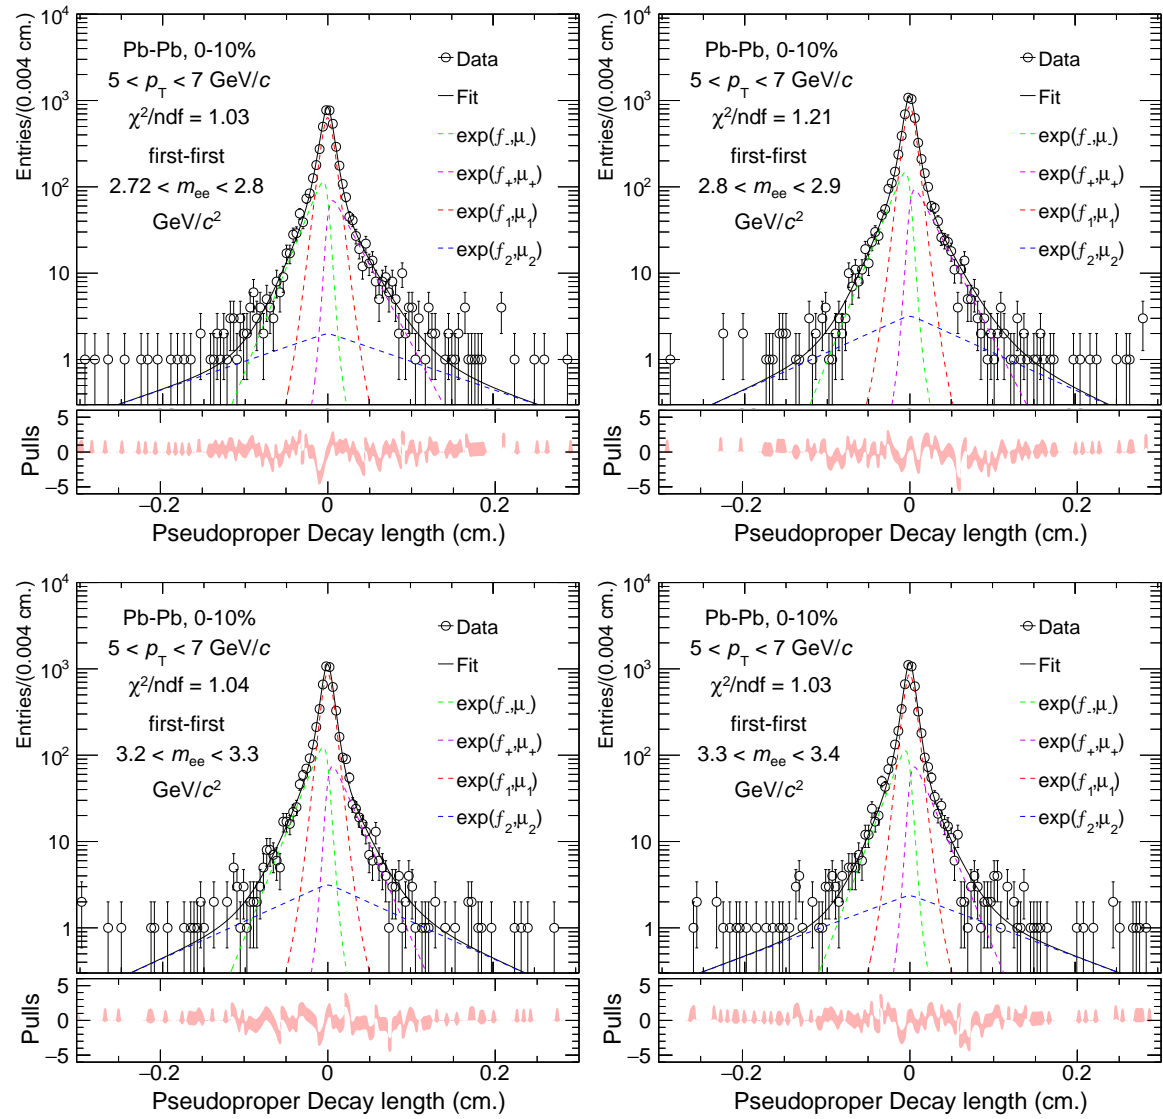 Entries/(0.004 cm.)
10⁴
10³
10²
10
1
Pb-Pb, 0-10%
5 < p_T < 7 GeV/c
χ²/ndf = 1.03
first-first
2.72 < m_ee < 2.8
GeV/c²
Data
Fit
exp(f₋,μ₋)
exp(f₊,μ₊)
exp(f₁,μ₁)
exp(f₂,μ₂)
Pulls
5
0
−5
−0.2 0 0.2
Pseudoproper Decay length (cm.)
Entries/(0.004 cm.)
10⁴
10³
10²
10
1
Pb-Pb, 0-10%
5 < p_T < 7 GeV/c
χ²/ndf = 1.21
first-first
2.8 < m_ee < 2.9
GeV/c²
Data
Fit
exp(f₋,μ₋)
exp(f₊,μ₊)
exp(f₁,μ₁)
exp(f₂,μ₂)
Pulls
5
0
−5
−0.2 0 0.2
Pseudoproper Decay length (cm.)
Entries/(0.004 cm.)
10⁴
10³
10²
10
1
Pb-Pb, 0-10%
5 < p_T < 7 GeV/c
χ²/ndf = 1.04
first-first
3.2 < m_ee < 3.3
GeV/c²
Data
Fit
exp(f₋,μ₋)
exp(f₊,μ₊)
exp(f₁,μ₁)
exp(f₂,μ₂)
Pulls
5
0
−5
−0.2 0 0.2
Pseudoproper Decay length (cm.)
Entries/(0.004 cm.)
10⁴
10³
10²
10
1
Pb-Pb, 0-10%
5 < p_T < 7 GeV/c
χ²/ndf = 1.03
first-first
3.3 < m_ee < 3.4
GeV/c²
Data
Fit
exp(f₋,μ₋)
exp(f₊,μ₊)
exp(f₁,μ₁)
exp(f₂,μ₂)
Pulls
5
0
−5
−0.2 0 0.2
Pseudoproper Decay length (cm.)